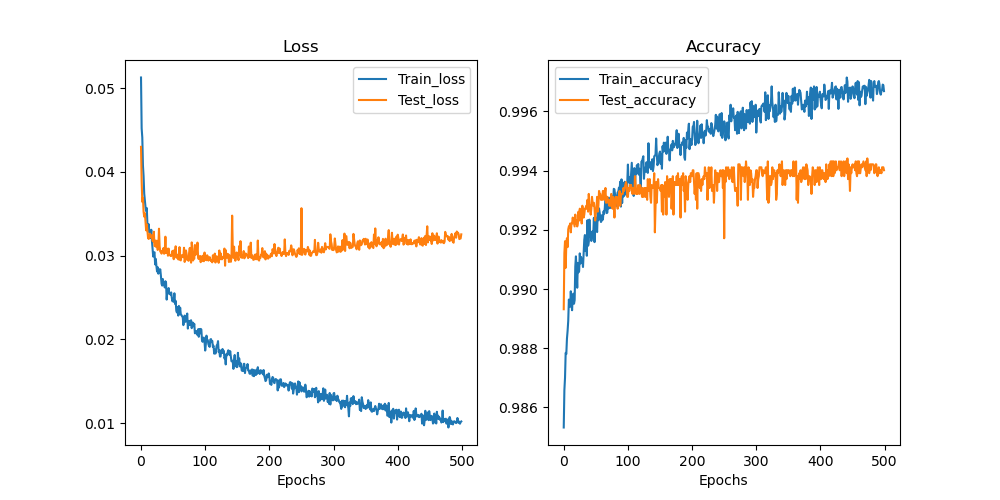 Loss
Train_loss
Test_loss
0.05
0.04
0.03
0.02
0.01
0 100 200 300 400 500
Epochs
Accuracy
Train_accuracy
Test_accuracy
0.996
0.994
0.992
0.990
0.988
0.986
0 100 200 300 400 500
Epochs